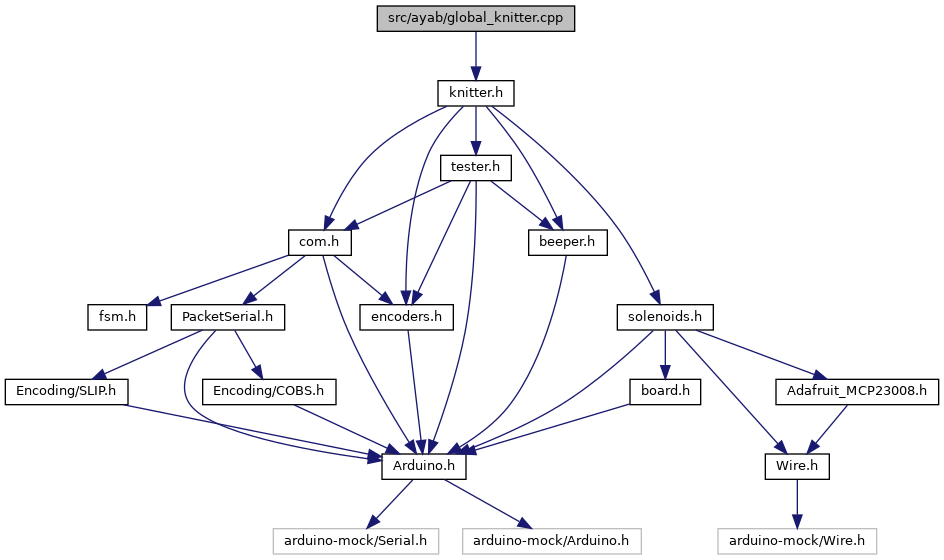 src/ayab/global_knitter.cpp
knitter.h
tester.h
com.h
beeper.h
fsm.h
PacketSerial.h
encoders.h
solenoids.h
Encoding/SLIP.h
Encoding/COBS.h
board.h
Adafruit_MCP23008.h
Arduino.h
Wire.h
arduino-mock/Serial.h
arduino-mock/Arduino.h
arduino-mock/Wire.h